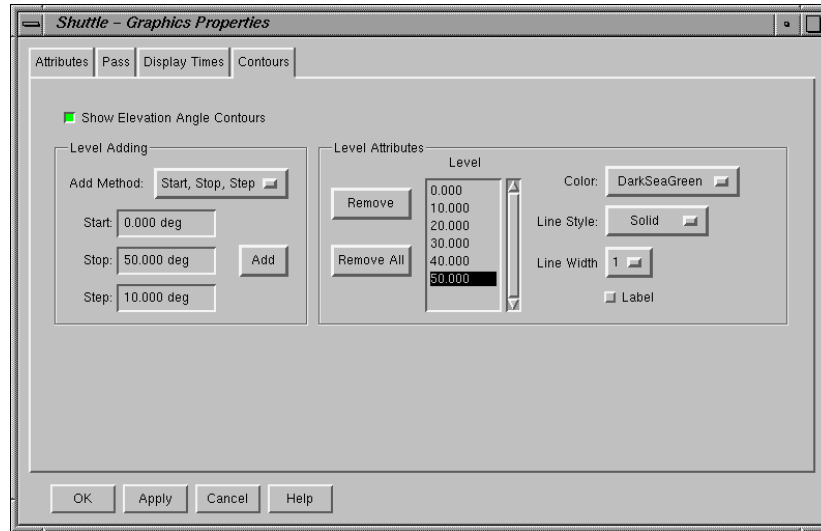 Shuttle – Graphics Properties
Attributes Pass Display Times Contours
Show Elevation Angle Contours
Level Adding
Add Method: Start, Stop, Step
Start: 0.000 deg
Stop: 50.000 deg
Add
Step: 10.000 deg
Level Attributes
Level
Remove
Remove All
0.000
10.000
20.000
30.000
40.000
50.000
Color: DarkSeaGreen
Line Style: Solid
Line Width 1
Label
OK Apply Cancel Help